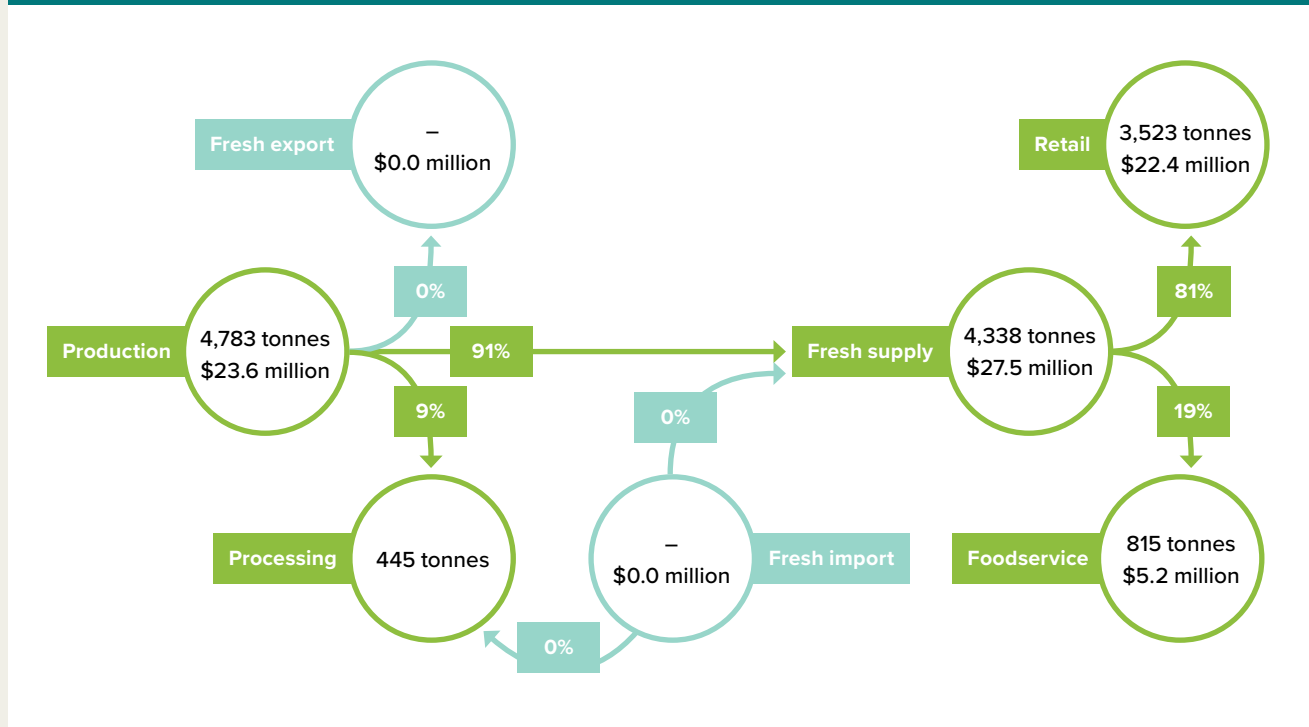 Fresh export
–
$0.0 million
Retail
3,523 tonnes
$22.4 million
0%
81%
Production
4,783 tonnes
$23.6 million
91%
Fresh supply
4,338 tonnes
$27.5 million
9%
0%
19%
Processing
445 tonnes
–
$0.0 million
Fresh import
Foodservice
815 tonnes
$5.2 million
0%